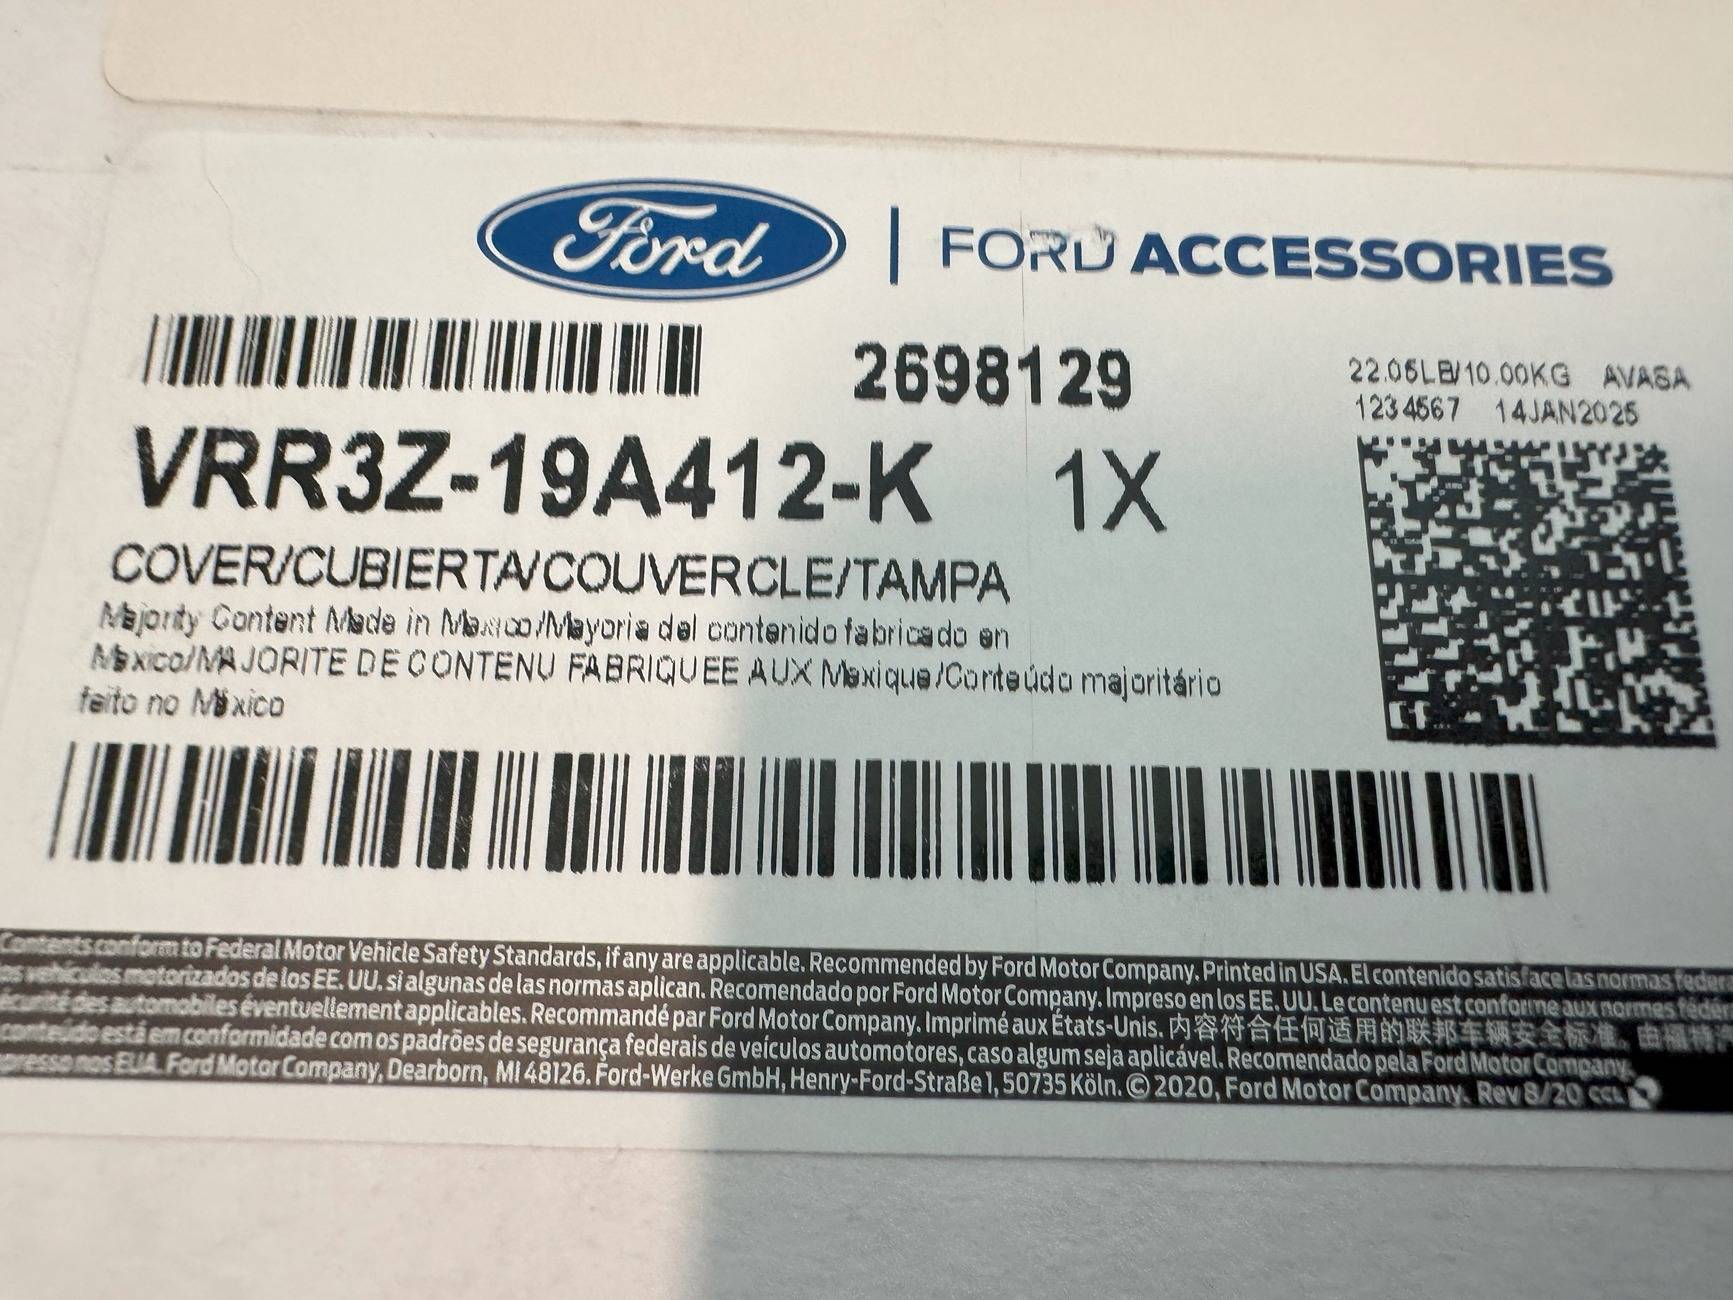 Ford | FORD ACCESSORIES
2698129
22.05LB/10.00KG AVASA
1234567 14JAN2025
VRR3Z-19A412-K 1X
COVER/CUBIERTA/COUVERCLE/TAMPA
Majority Content Made in Mexico/Mayoria del contenido fabricado en
Mexico/MAJORITE DE CONTENU FABRIQUEE AUX Mexique/Conteúdo majoritário
feito no México
Contents conform to Federal Motor Vehicle Safety Standards, if any are applicable. Recommended by Ford Motor Company. Printed in USA. El contenido satisface las normas feder
os vehículos motorizados de los EE. UU. si algunas de las normas aplican. Recomendado por Ford Motor Company. Impreso en los EE. UU. Le contenu est conforme aux normes fédér
écurité des automobiles éventuellement applicables. Recommandé par Ford Motor Company. Imprimé aux États-Unis. 内容符合任何适用的联邦车辆安全标准。由福特
conteúdo está em conformidade com os padrões de segurança federais de veículos automotores, caso algum seja aplicável. Recomendado pela Ford Motor Company.
presso nos EUA. Ford Motor Company, Dearborn, MI 48126. Ford-Werke GmbH, Henry-Ford-Straße 1, 50735 Köln. © 2020, Ford Motor Company. Rev 8/20